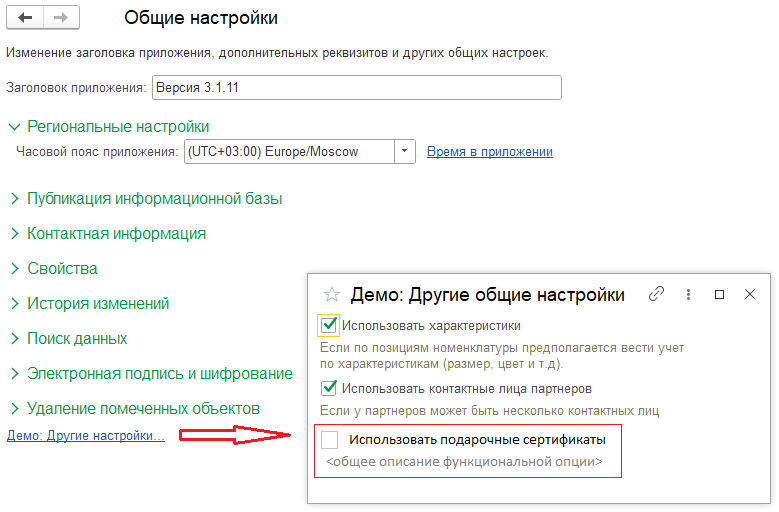 Общие настройки
Изменение заголовка приложения, дополнительных реквизитов и других общих настроек.
Заголовок приложения: Версия 3.1.11
Региональные настройки
Часовой пояс приложения: (UTC+03:00) Europe/Moscow Время в приложении
Публикация информационной базы
Контактная информация
Свойства
История изменений
Поиск данных
Электронная подпись и шифрование
Удаление помеченных объектов
Демо: Другие настройки...
Демо: Другие общие настройки
Использовать характеристики
Если по позициям номенклатуры предполагается вести учет
по характеристикам (размер, цвет и т.д).
Использовать контактные лица партнеров
Если у партнеров может быть несколько контактных лиц
Использовать подарочные сертификаты
<общее описание функциональной опции>